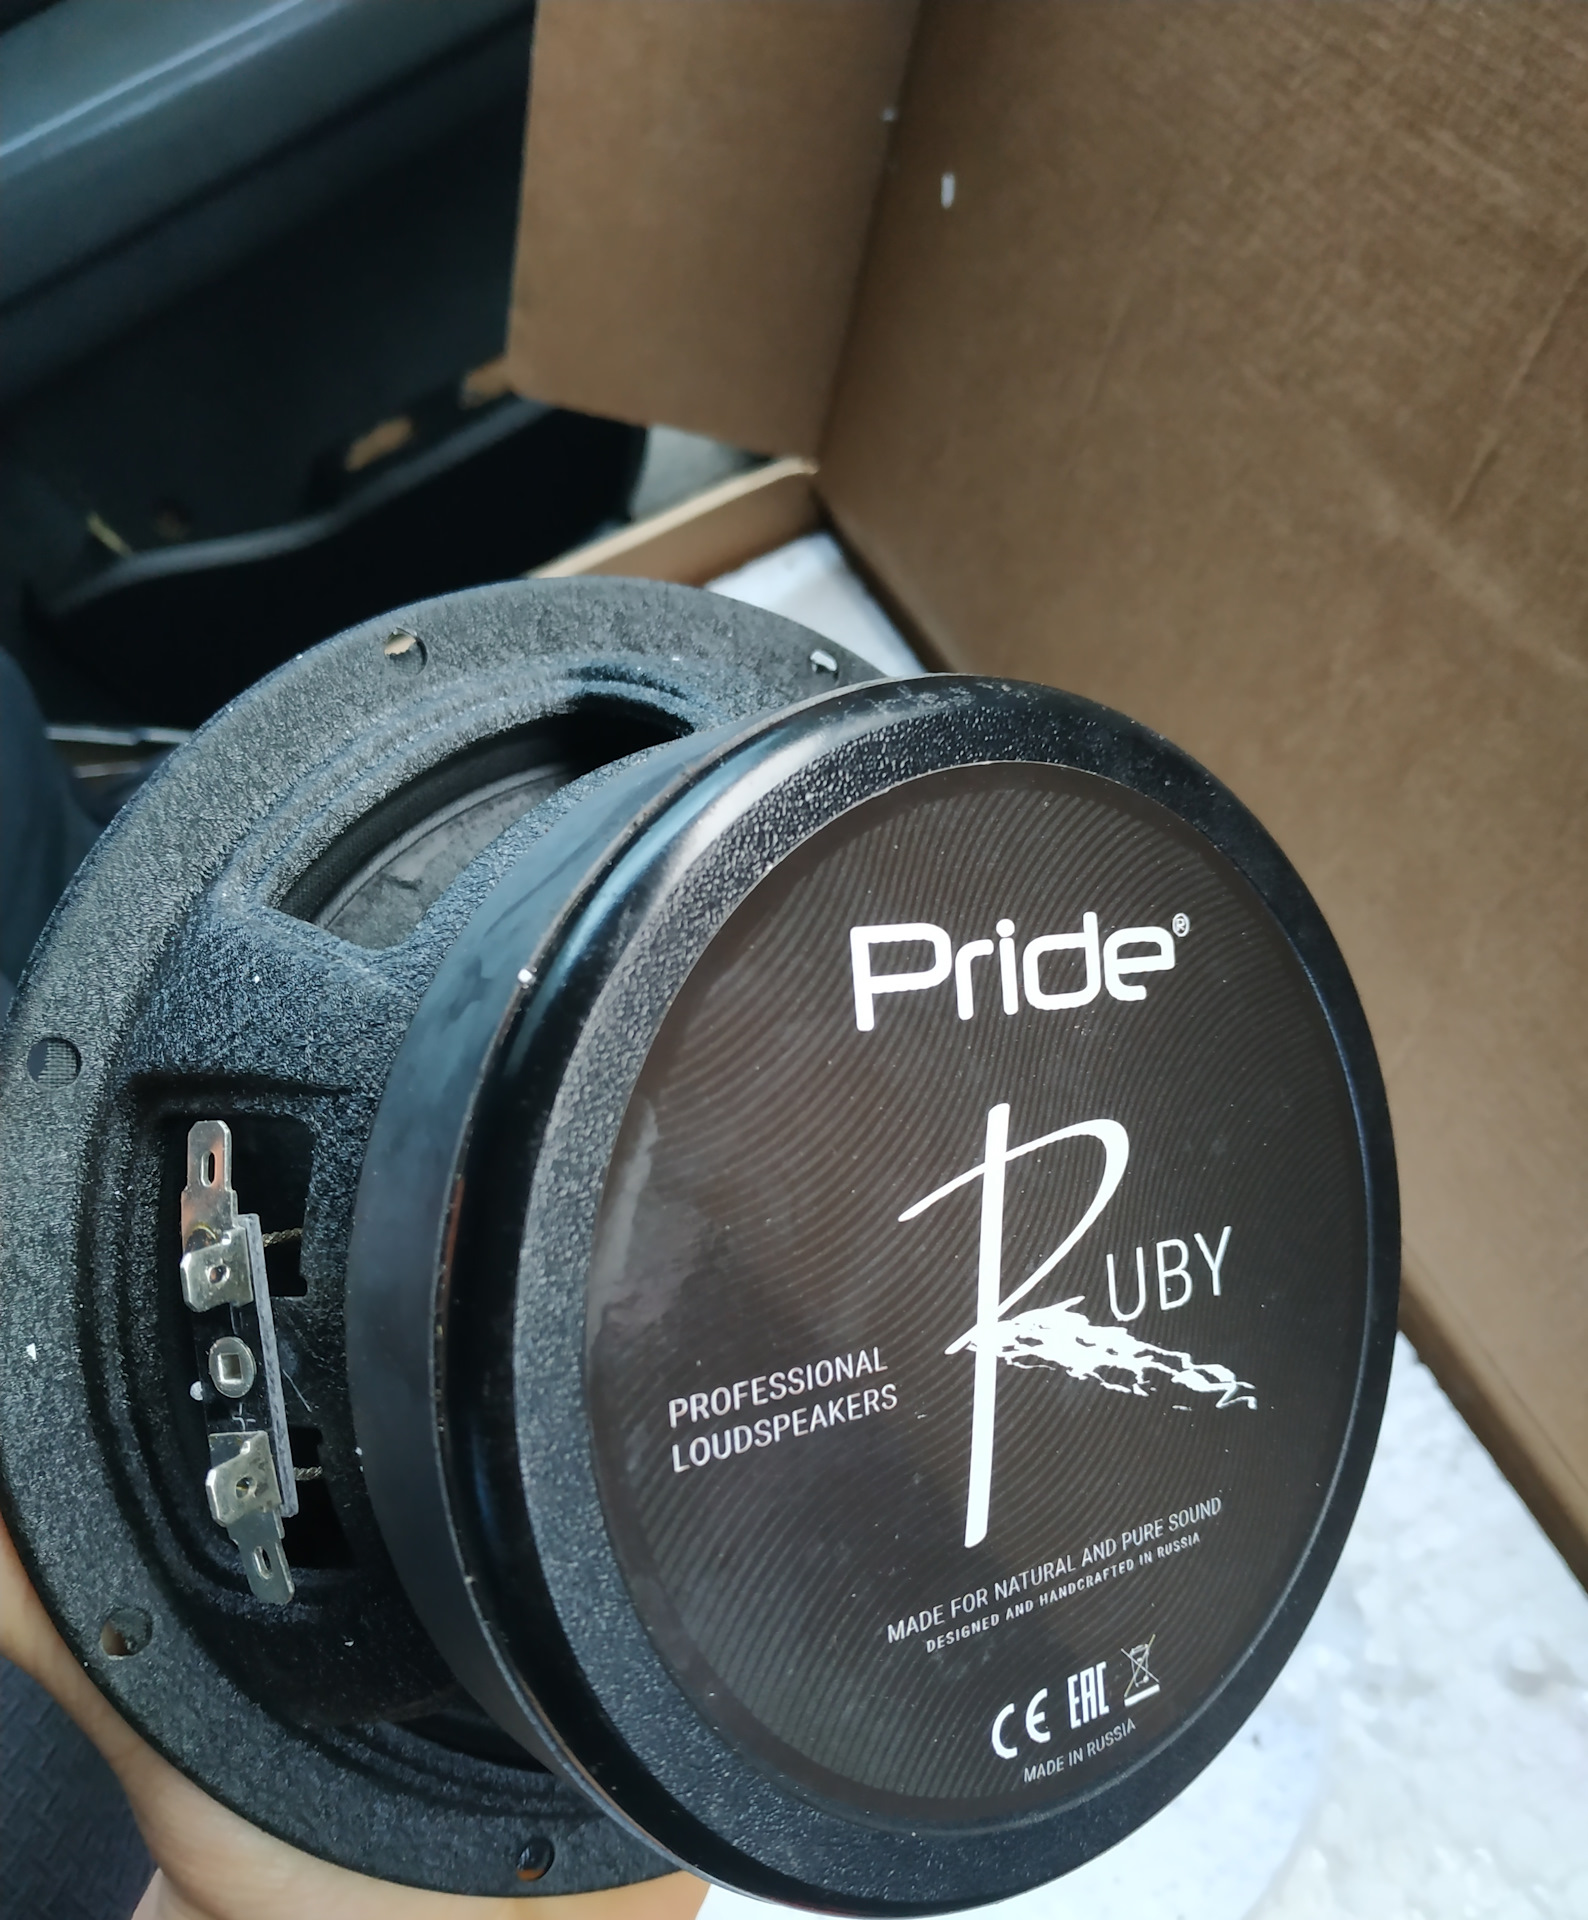 Pride®
RUBY
PROFESSIONAL
LOUDSPEAKERS
MADE FOR NATURAL AND PURE SOUND
DESIGNED AND HANDCRAFTED IN RUSSIA
CE EAC
MADE IN RUSSIA